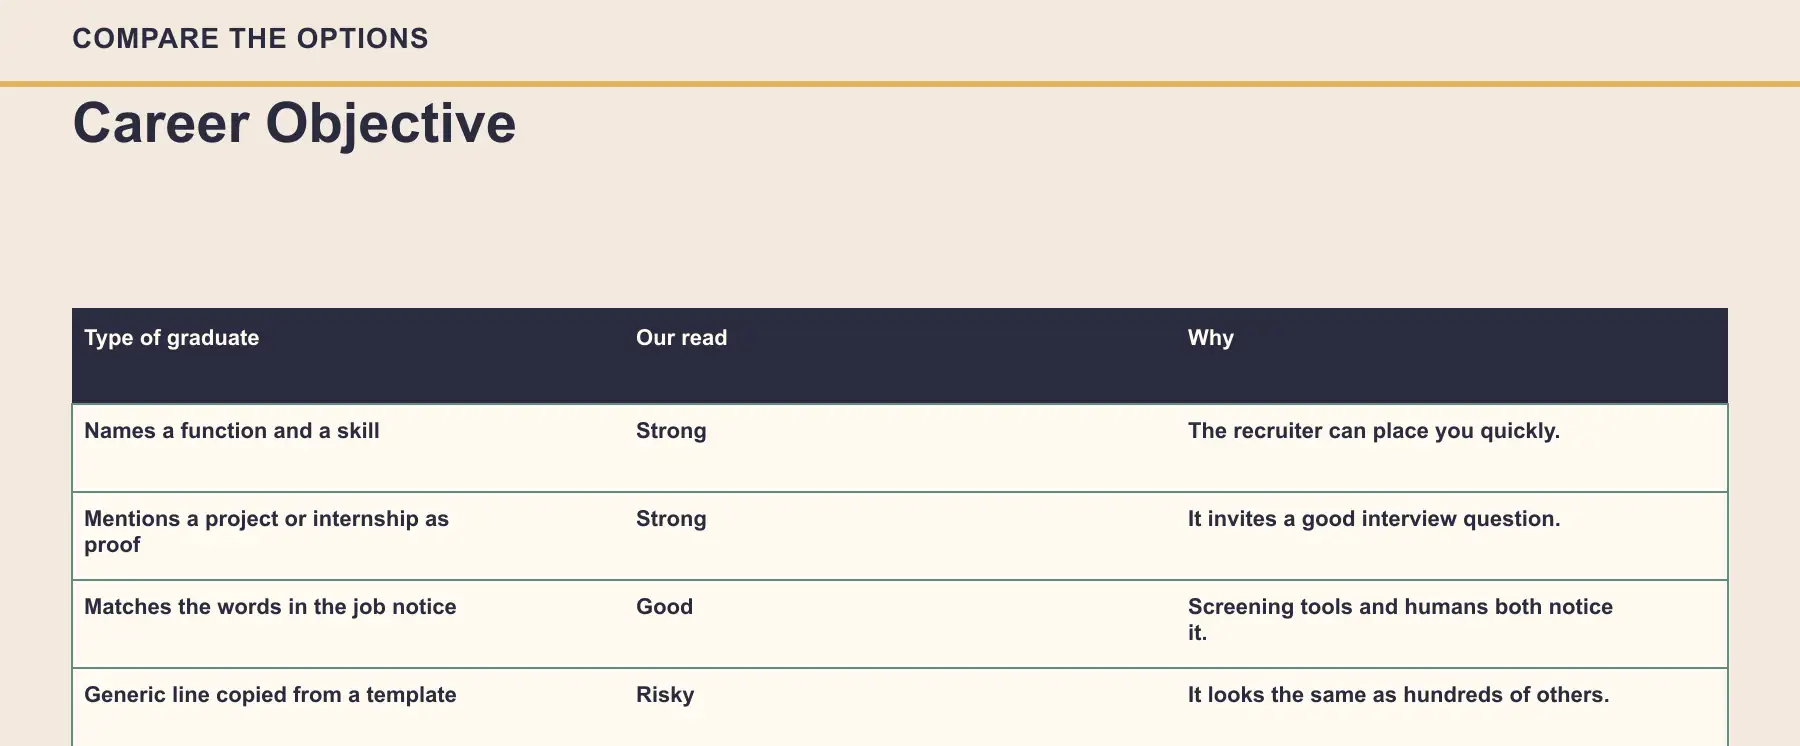 COMPARE THE OPTIONS
Career Objective
Type of graduate
Our read
Why
Names a function and a skill
Strong
The recruiter can place you quickly.
Mentions a project or internship as
proof
Strong
It invites a good interview question.
Matches the words in the job notice
Good
Screening tools and humans both notice
it.
Generic line copied from a template
Risky
It looks the same as hundreds of others.